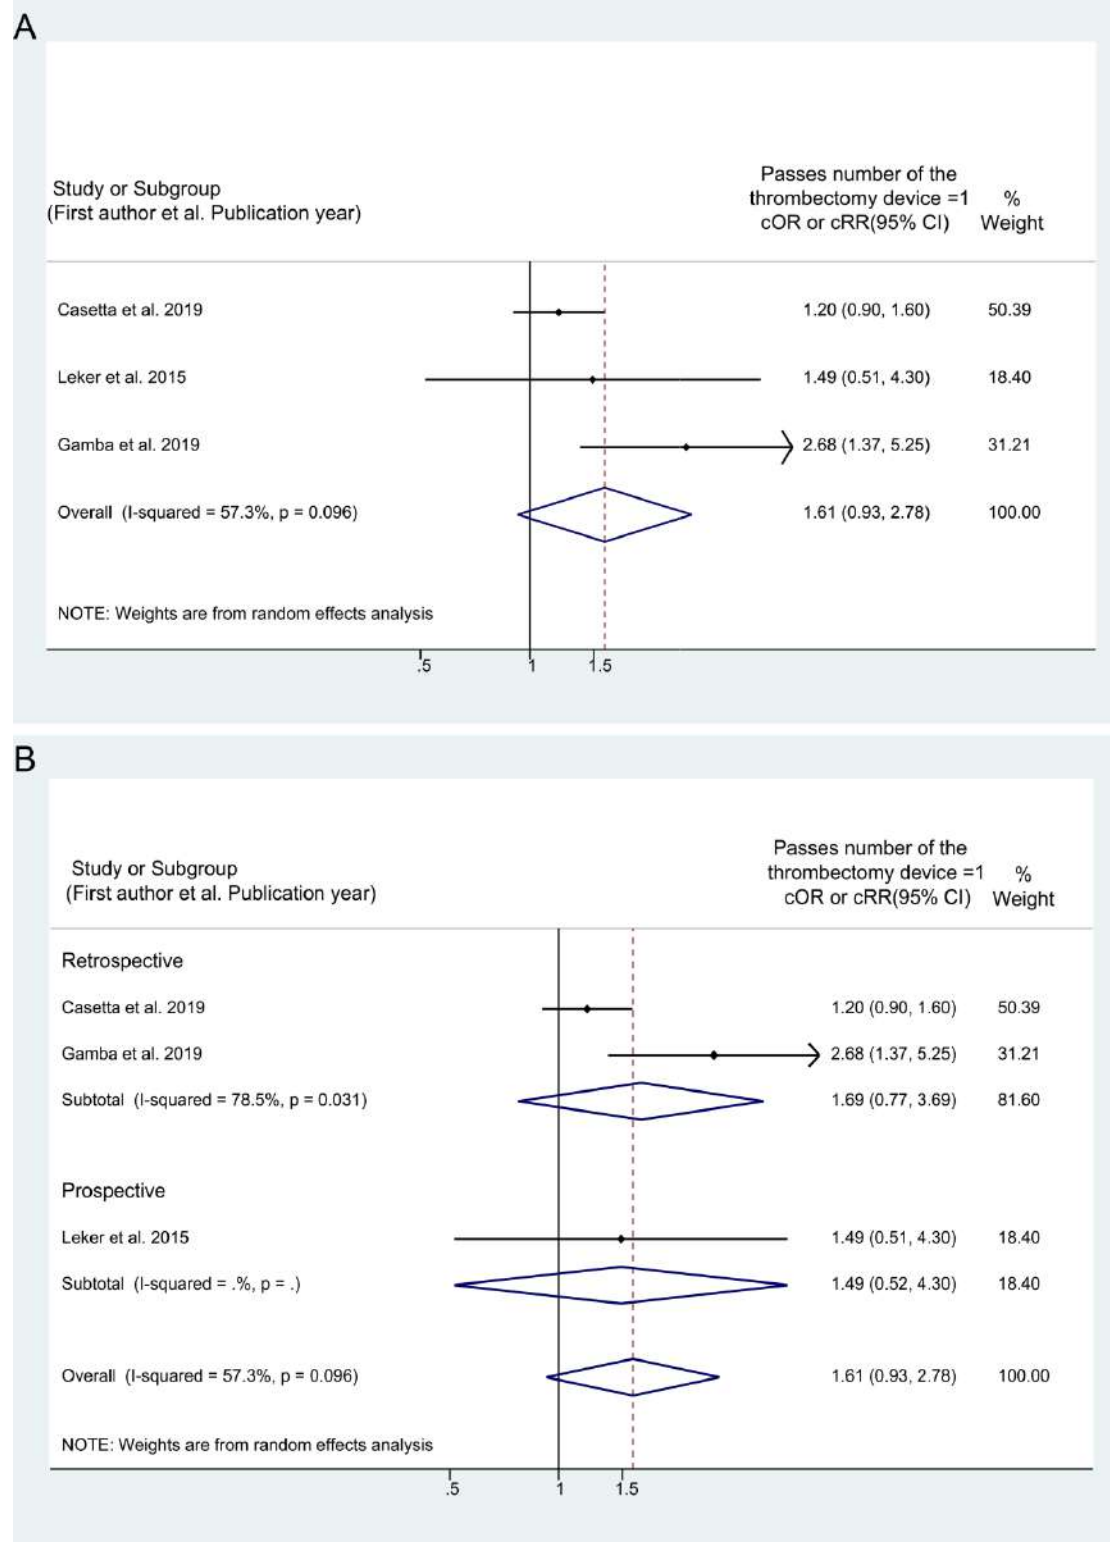 A
Passes number of the
Study or Subgroup thrombectomy device =1 %
(First author et al. Publication year) cOR or cRR(95% CI) Weight
Casetta et al. 2019 1.20 (0.90, 1.60) 50.39
Leker et al. 2015 1.49 (0.51, 4.30) 18.40
Gamba et al. 2019 2.68 (1.37, 5.25) 31.21
Overall (I-squared = 57.3%, p = 0.096) 1.61 (0.93, 2.78) 100.00
NOTE: Weights are from random effects analysis
.5 1 1.5
B
Passes number of the
Study or Subgroup thrombectomy device =1 %
(First author et al. Publication year) cOR or cRR(95% CI) Weight
Retrospective
Casetta et al. 2019 1.20 (0.90, 1.60) 50.39
Gamba et al. 2019 2.68 (1.37, 5.25) 31.21
Subtotal (I-squared = 78.5%, p = 0.031) 1.69 (0.77, 3.69) 81.60
Prospective
Leker et al. 2015 1.49 (0.51, 4.30) 18.40
Subtotal (I-squared = .%, p = .) 1.49 (0.52, 4.30) 18.40
Overall (I-squared = 57.3%, p = 0.096) 1.61 (0.93, 2.78) 100.00
NOTE: Weights are from random effects analysis
.5 1 1.5